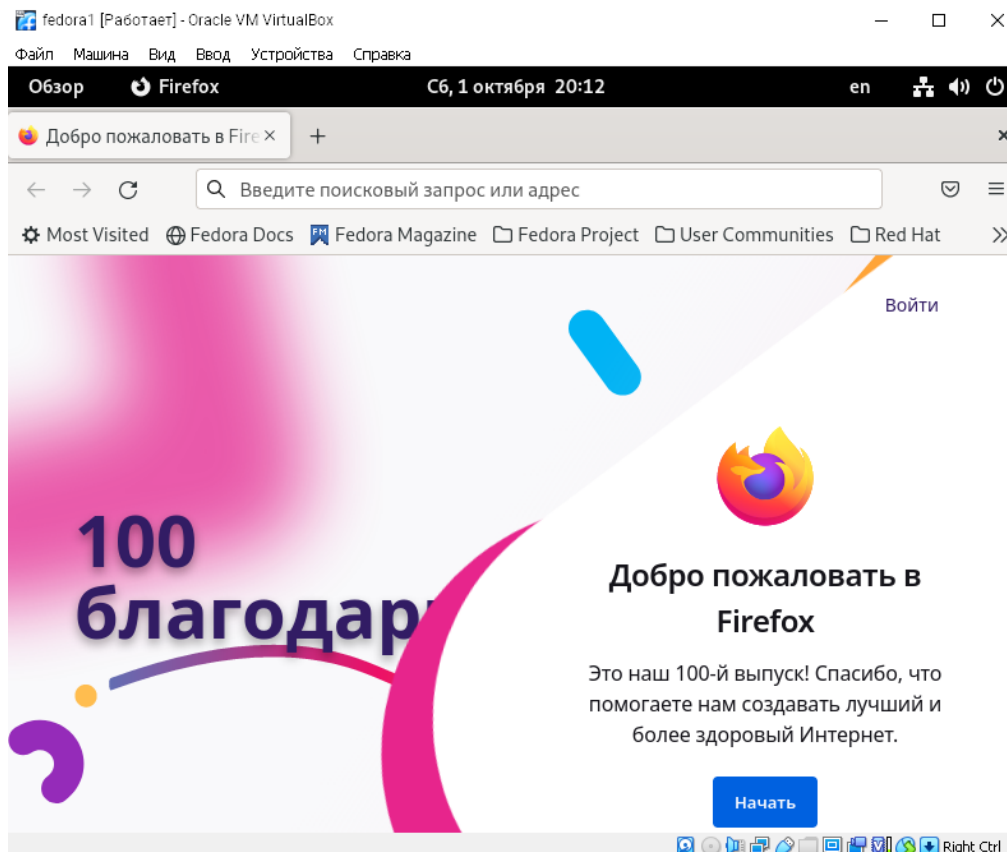 fedora1 [Работает] - Oracle VM VirtualBox
Файл Машина Вид Ввод Устройства Справка
Обзор Firefox Сб, 1 октября 20:12 en
Добро пожаловать в Fire
Введите поисковый запрос или адрес
Most Visited Fedora Docs Fedora Magazine Fedora Project User Communities Red Hat
Войти
100
благодар
Добро пожаловать в
Firefox
Это наш 100-й выпуск! Спасибо, что
помогаете нам создавать лучший и
более здоровый Интернет.
Начать
Right Ctrl